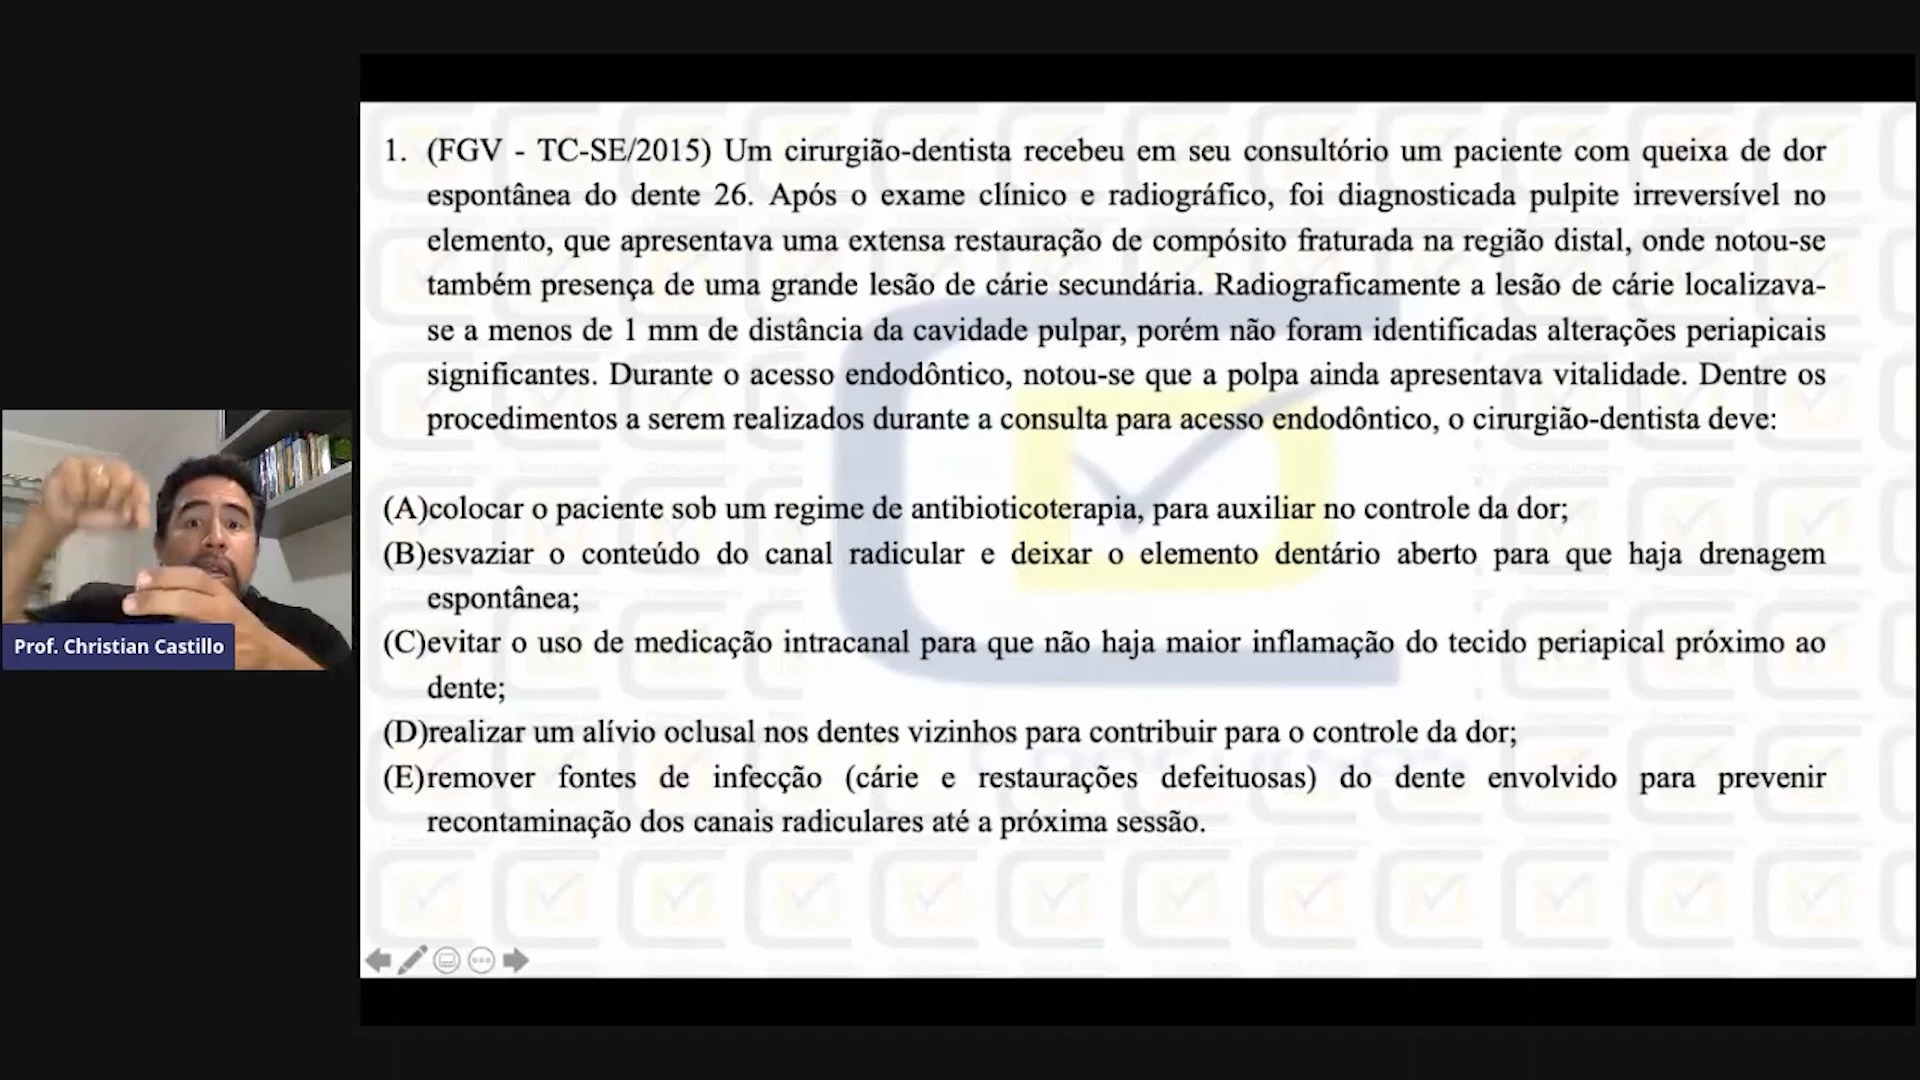 1. (FGV - TC-SE/2015) Um cirurgião-dentista recebeu em seu consultório um paciente com queixa de dor
espontânea do dente 26. Após o exame clínico e radiográfico, foi diagnosticada pulpite irreversível no
elemento, que apresentava uma extensa restauração de compósito fraturada na região distal, onde notou-se
também presença de uma grande lesão de cárie secundária. Radiograficamente a lesão de cárie localizava-
se a menos de 1 mm de distância da cavidade pulpar, porém não foram identificadas alterações periapicais
significantes. Durante o acesso endodôntico, notou-se que a polpa ainda apresentava vitalidade. Dentre os
procedimentos a serem realizados durante a consulta para acesso endodôntico, o cirurgião-dentista deve:
(A)colocar o paciente sob um regime de antibioticoterapia, para auxiliar no controle da dor;
(B)esvaziar o conteúdo do canal radicular e deixar o elemento dentário aberto para que haja drenagem
espontânea;
(C)evitar o uso de medicação intracanal para que não haja maior inflamação do tecido periapical próximo ao
dente;
(D)realizar um alívio oclusal nos dentes vizinhos para contribuir para o controle da dor;
(E)remover fontes de infecção (cárie e restaurações defeituosas) do dente envolvido para prevenir
recontaminação dos canais radiculares até a próxima sessão.
Prof. Christian Castillo